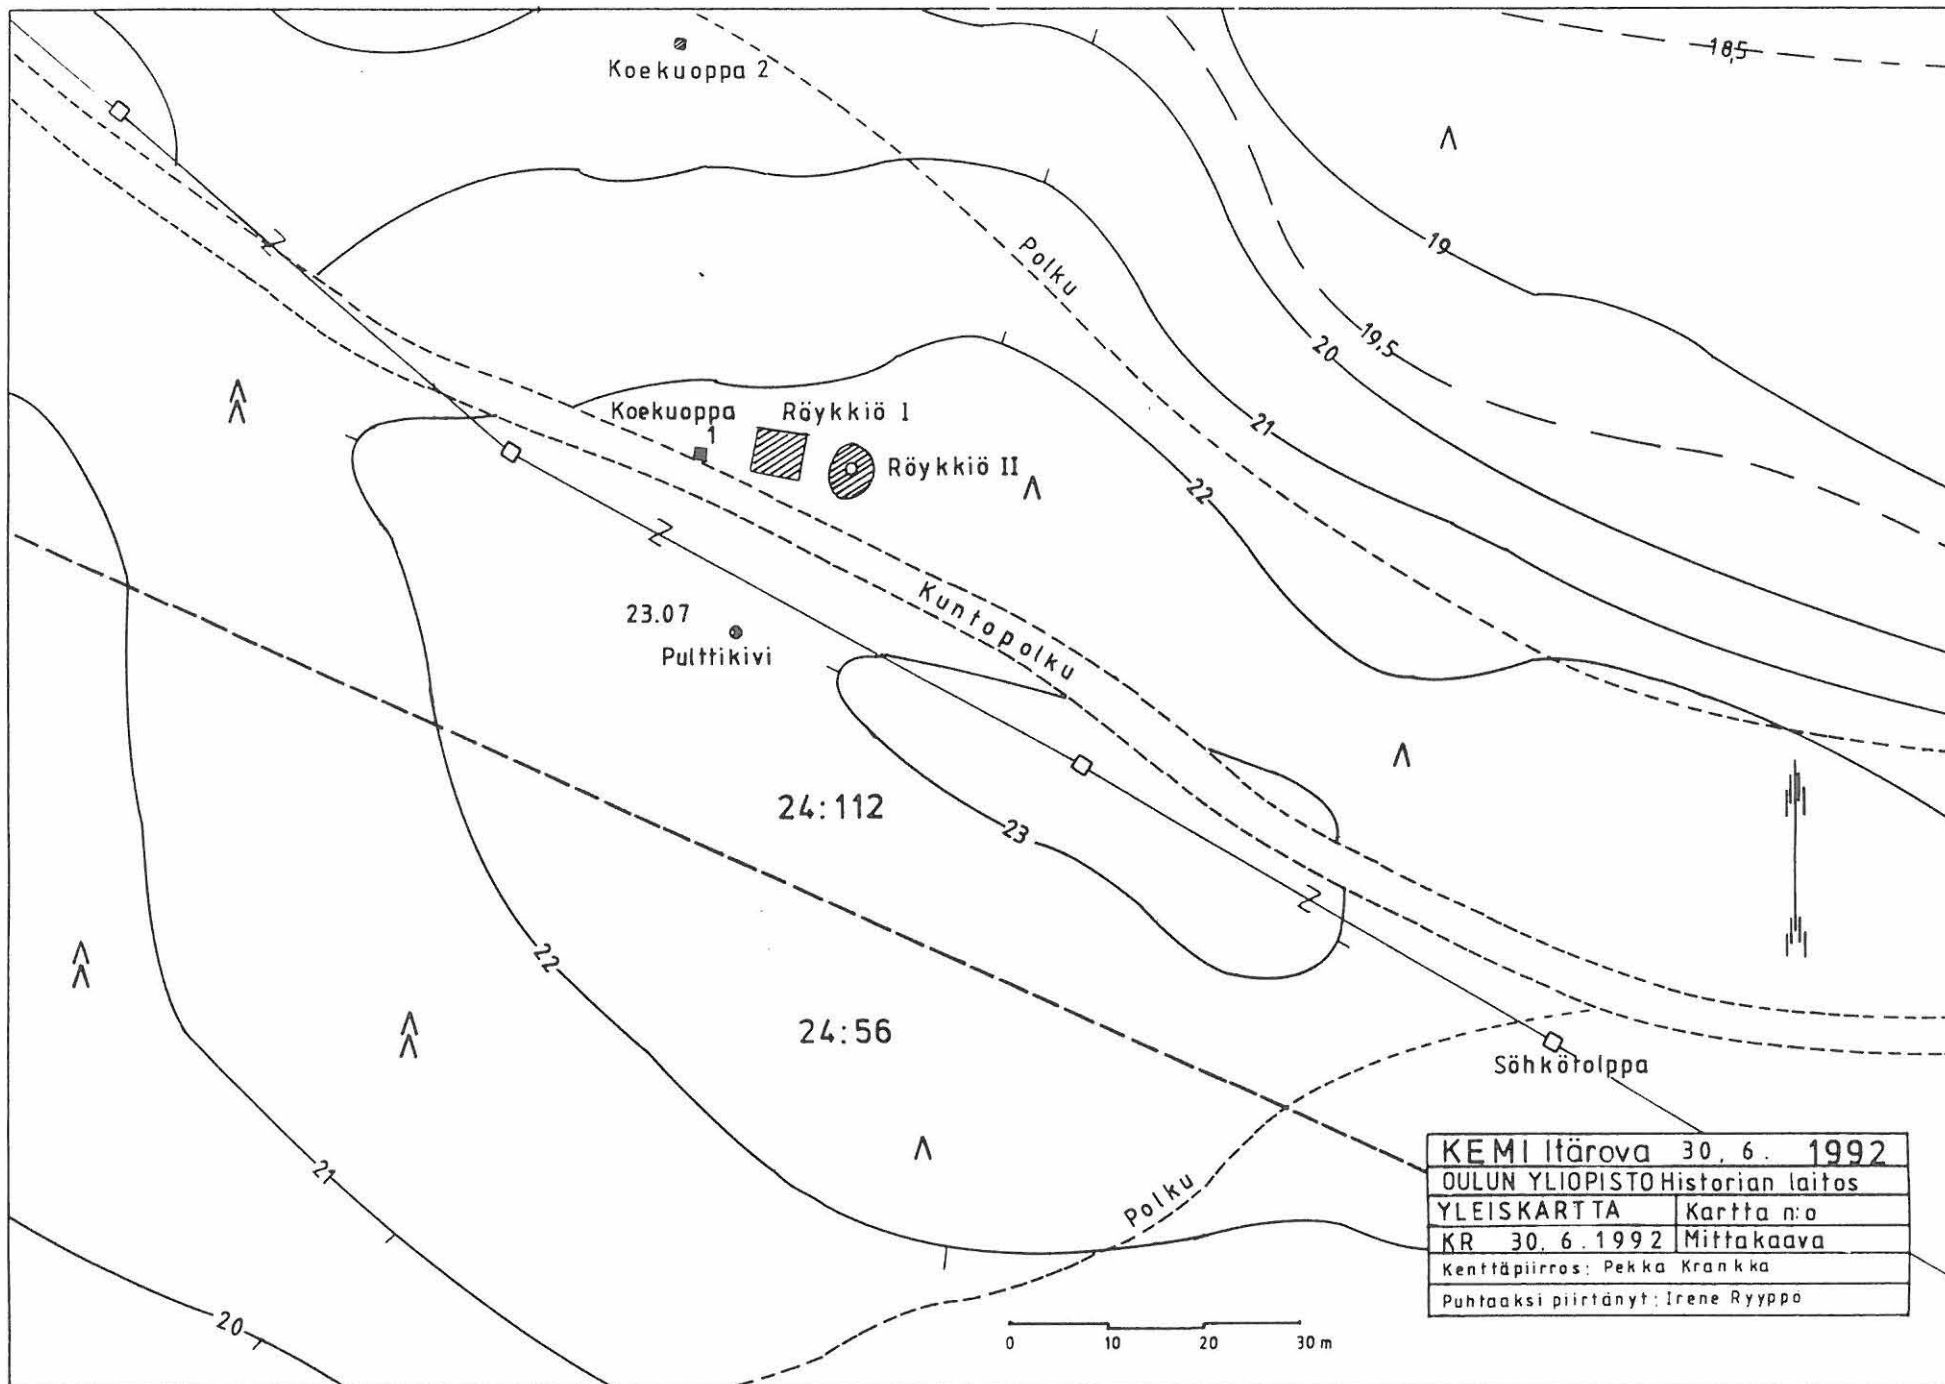 18,5
Koekuoppa 2
19
Polku
19,5
20
Koekuoppa
1
Röykkiö I
21
Röykkiö II
22
Kuntopolku
23.07
Pulttikivi
24:112
23
22
24:56
Söhkötolppa
21
Polku
20
0 10 20 30 m
KEMI Itärova 30. 6. 1992
OULUN YLIOPISTO Historian laitos
YLEISKARTTA Kartta n:o
KR 30. 6. 1992 Mittakaava
Kenttäpiirros: Pekka Krankka
Puhtaaksi piirtänyt: Irene Ryyppö